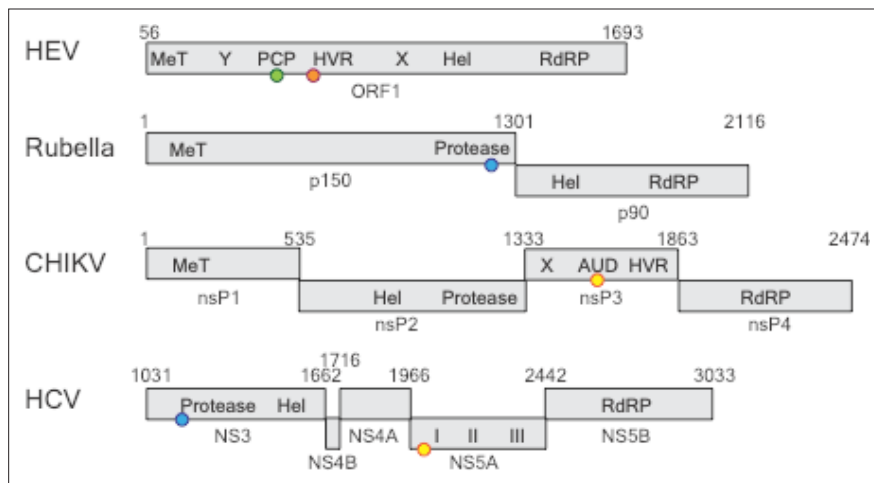 56 1693
HEV MeT Y PCP HVR X Hel RdRP
ORF1
1 1301 2116
Rubella MeT Protease
p150 Hel RdRP
p90
1 535 1333 1863 2474
CHIKV MeT X AUD HVR
nsP1 Hel Protease nsP3 RdRP
nsP2 nsP4
1716
1031 1662 1966 2442 3033
HCV Protease Hel RdRP
NS3 NS4A I II III NS5B
NS4B NS5A